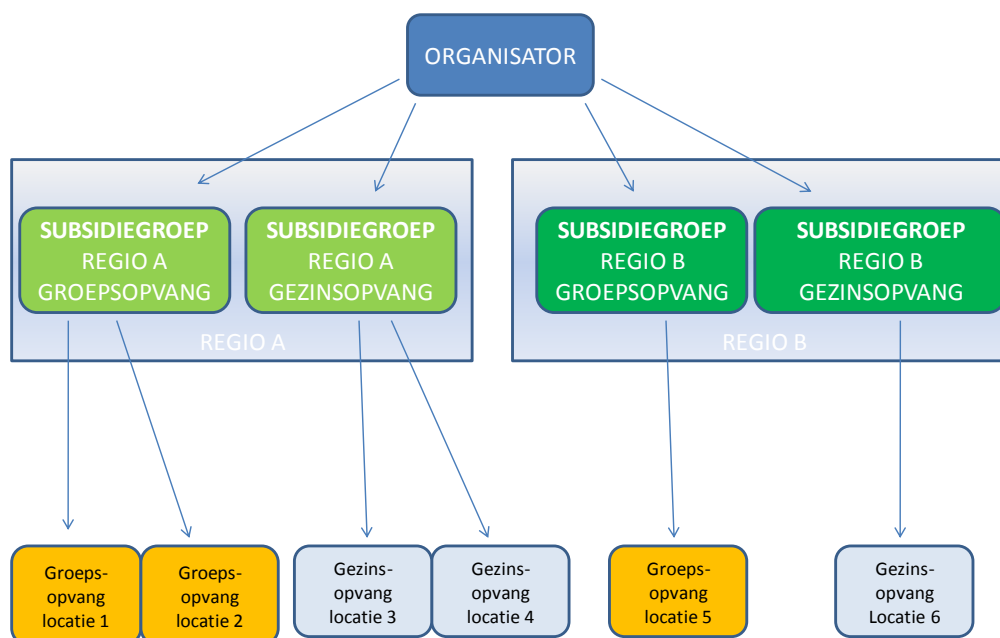 ORGANISATOR
SUBSIDIEGROEP
REGIO A
GROEPSOPVANG
SUBSIDIEGROEP
REGIO A
GEZINSOPVANG
REGIO A
SUBSIDIEGROEP
REGIO B
GROEPSOPVANG
SUBSIDIEGROEP
REGIO B
GEZINSOPVANG
REGIO B
Groeps-
opvang
locatie 1
Groeps-
opvang
locatie 2
Gezins-
opvang
locatie 3
Gezins-
opvang
locatie 4
Groeps-
opvang
locatie 5
Gezins-
opvang
Locatie 6